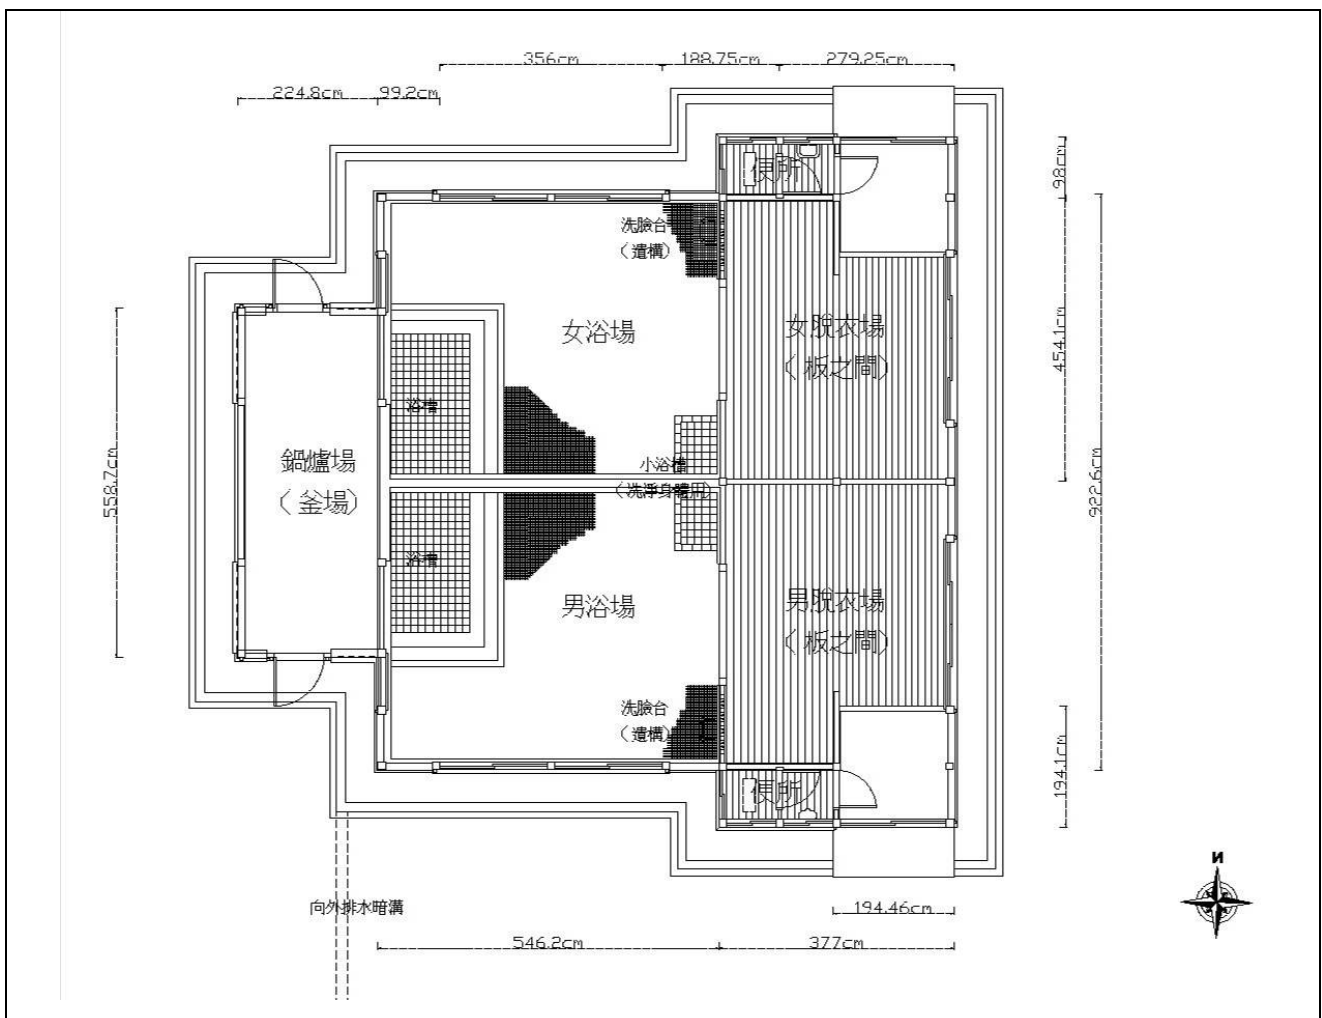 356cm 188.75cm 279.25cm
224.8cm 99.2cm
98cm
便所
洗臉台
（遺構）
454.1cm
女浴場
女脫衣場
（板之間）
浴槽
鍋爐場
（釜場）
558.7cm
小浴槽
（洗淨身體用）
922.6cm
浴槽
男浴場
男脫衣場
（板之間）
洗臉台
（遺構）
194.1cm
便所
向外排水暗溝
194.46cm
546.2cm 377cm
N